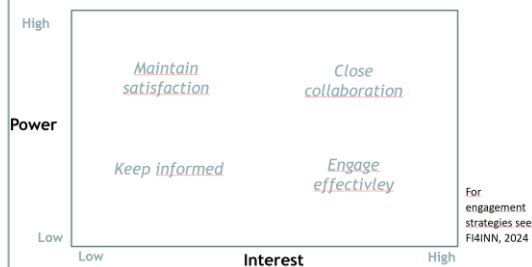 High
Maintain
satisfaction
Close
collaboration
Power
Keep informed
Engage
effectivley
For
engagement
strategies see
FI4INN, 2024
Low
Low
Interest
High